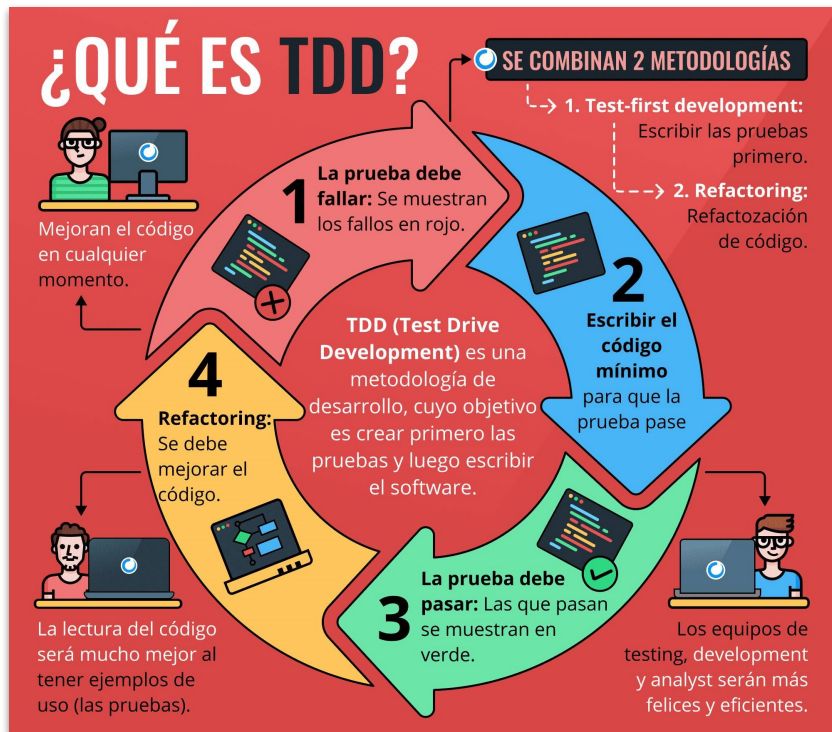 ¿QUÉ ES TDD?
SE COMBINAN 2 METODOLOGÍAS
1. Test-first development:
Escribir las pruebas
primero.
2. Refactoring:
Refactozación
de código.
1
La prueba debe
fallar: Se muestran
los fallos en rojo.
Mejoran el código
en cualquier
momento.
2
Escribir el
código
mínimo
para que la
prueba pase
TDD (Test Drive
Development) es una
metodología de
desarrollo, cuyo objetivo
es crear primero las
pruebas y luego escribir
el software.
4
Refactoring:
Se debe
mejorar el
código.
3
La prueba debe
pasar: Las que pasan
se muestran en
verde.
La lectura del código
será mucho mejor al
tener ejemplos de
uso (las pruebas).
Los equipos de
testing, development
y analyst serán más
felices y eficientes.